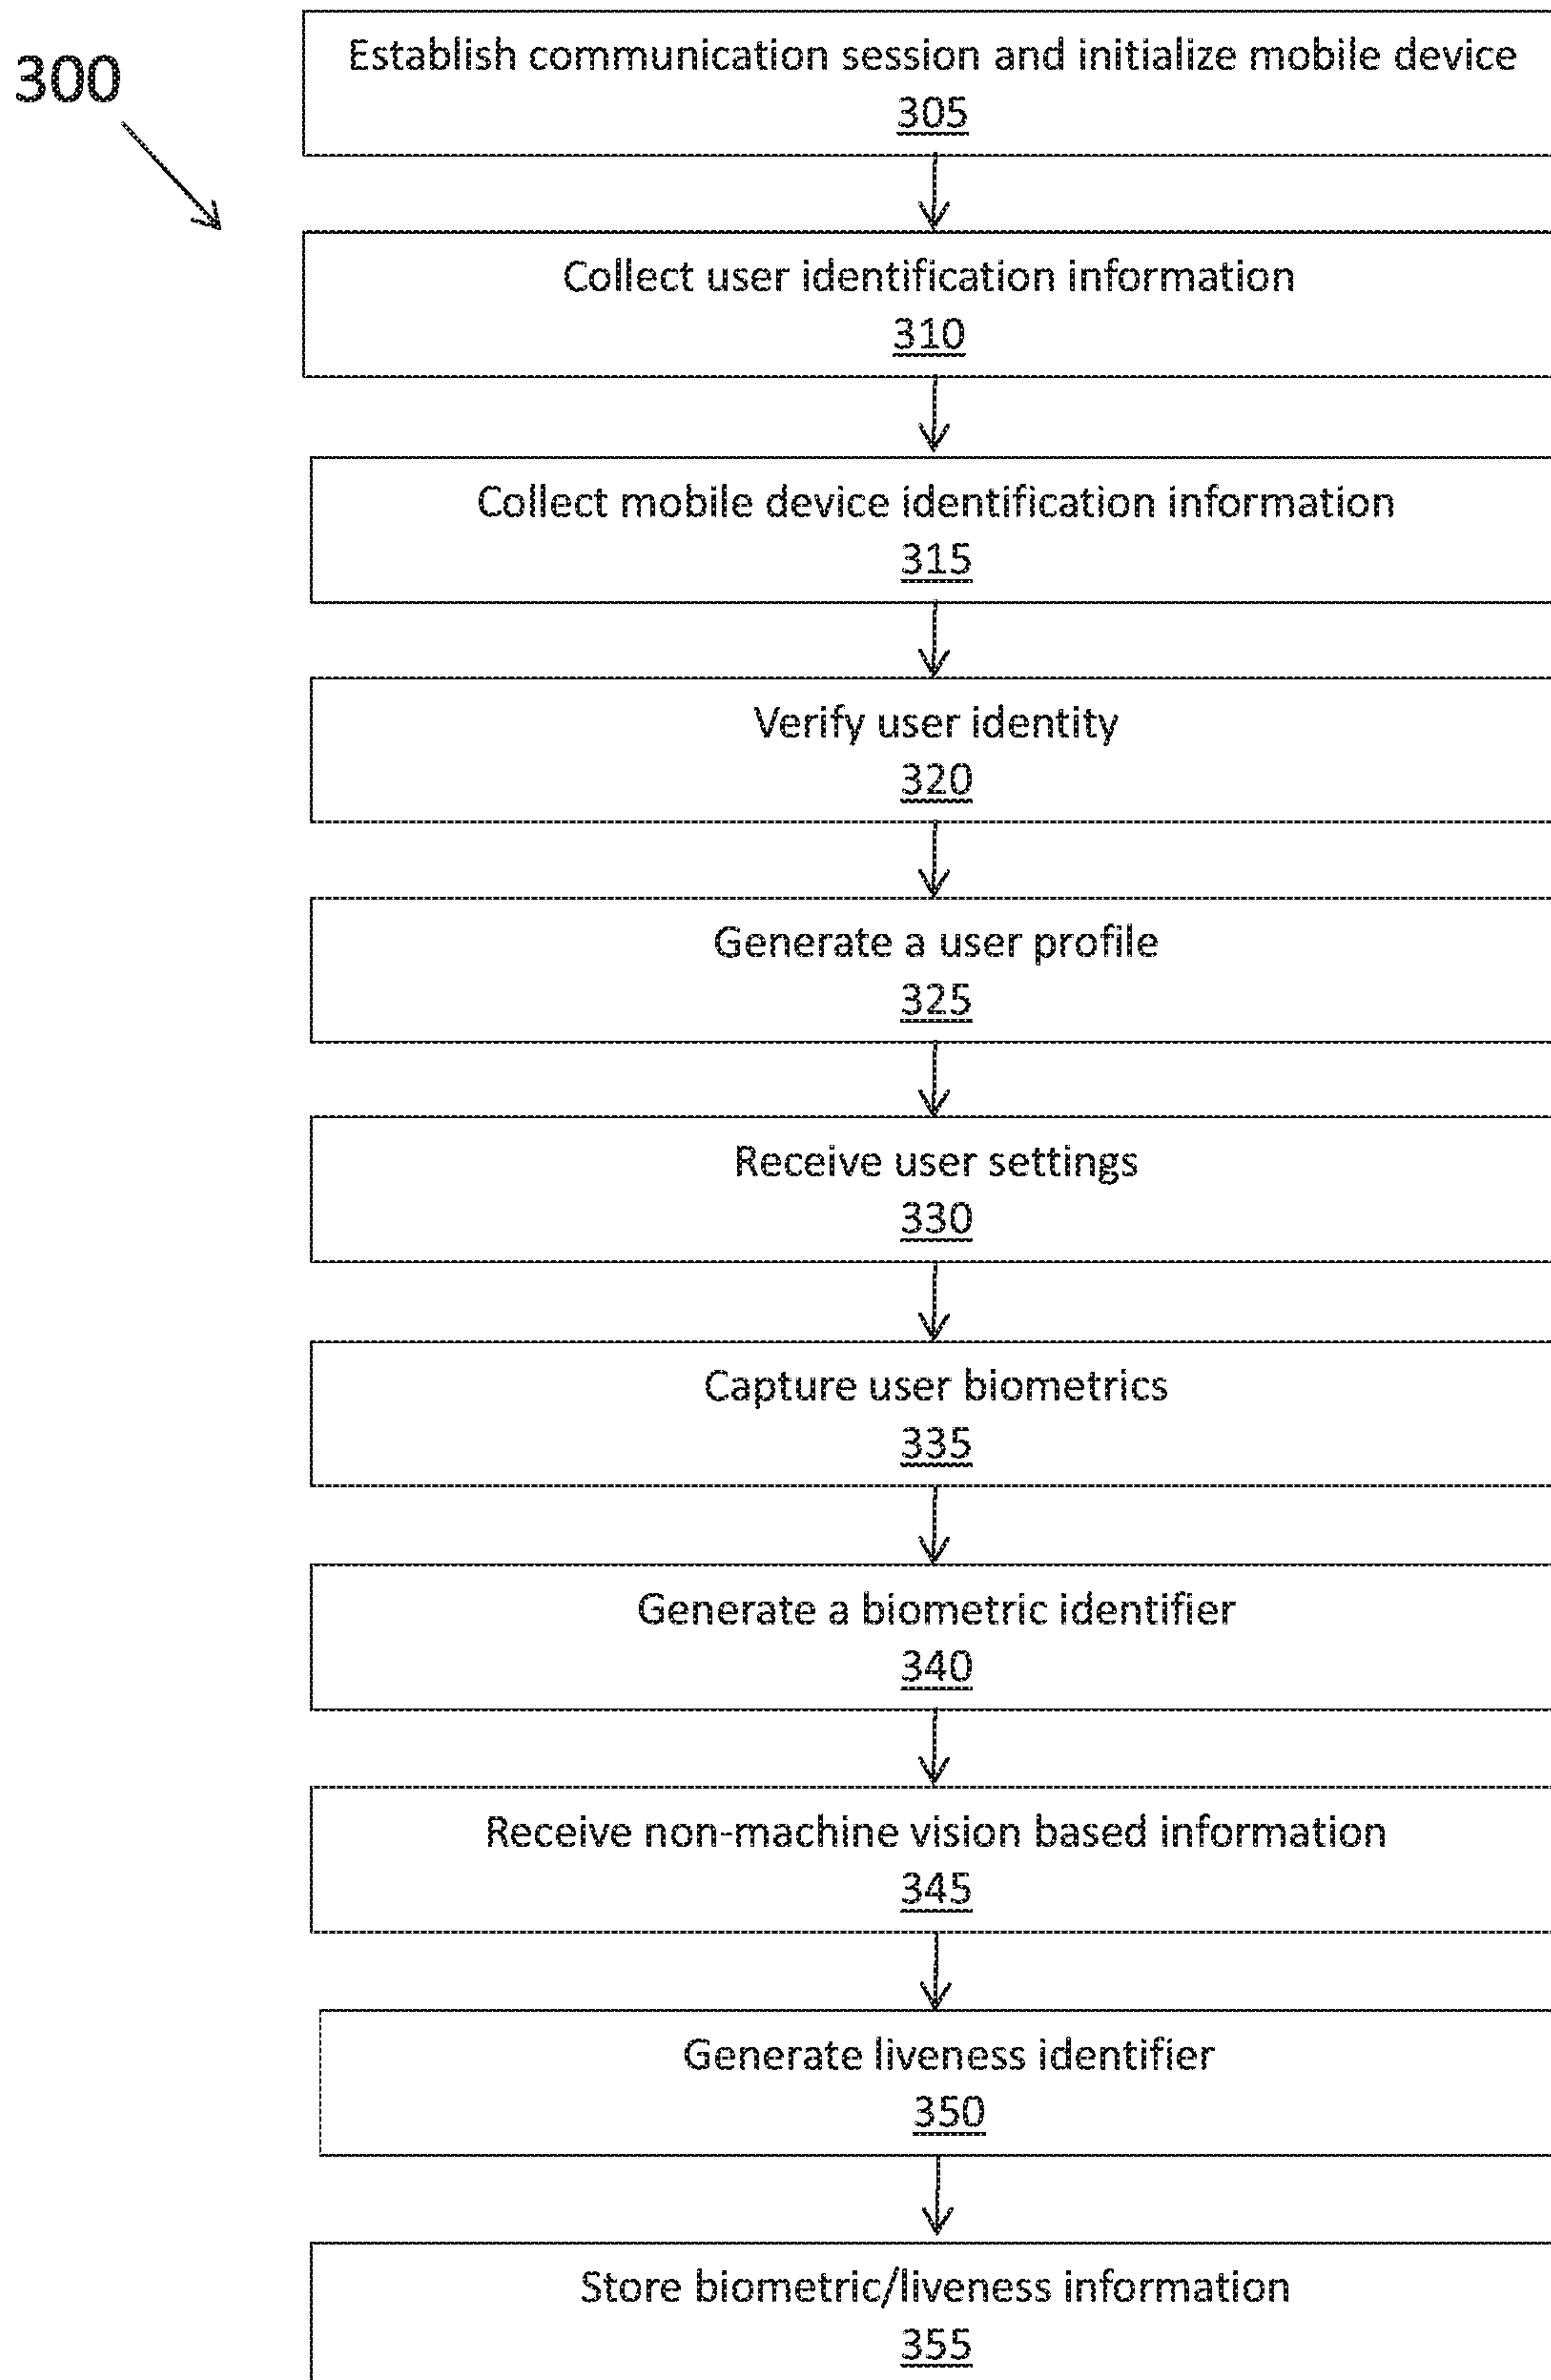 300
Establish communication session and initialize mobile device
305
Collect user identification information
310
Collect mobile device identification information
315
Verify user identity
320
Generate a user profile
325
Receive user settings
330
Capture user biometrics
335
Generate a biometric identifier
340
Receive non-machine vision based information
345
Generate liveness identifier
350
Store biometric/liveness information
355